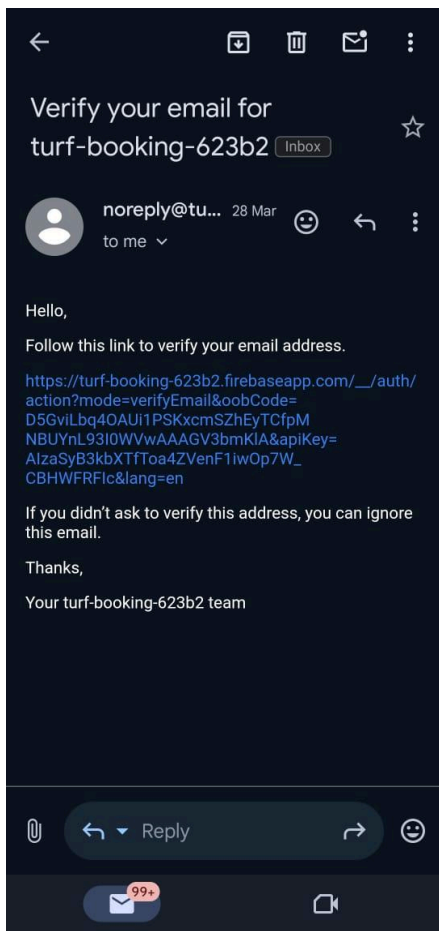 Verify your email for
turf-booking-623b2 Inbox
noreply@tu... 28 Mar
to me
Hello,
Follow this link to verify your email address.
https://turf-booking-623b2.firebaseapp.com/__/auth/
action?mode=verifyEmail&oobCode=
D5GviLbq4OAUi1PSKxcmSZhEyTCfpM
NBUYnL93I0WVwAAAGV3bmKlA&apiKey=
AIzaSyB3kbXTfToa4ZVenF1iwOp7W_
CBHWFRFIc&lang=en
If you didn’t ask to verify this address, you can ignore
this email.
Thanks,
Your turf-booking-623b2 team
Reply
99+